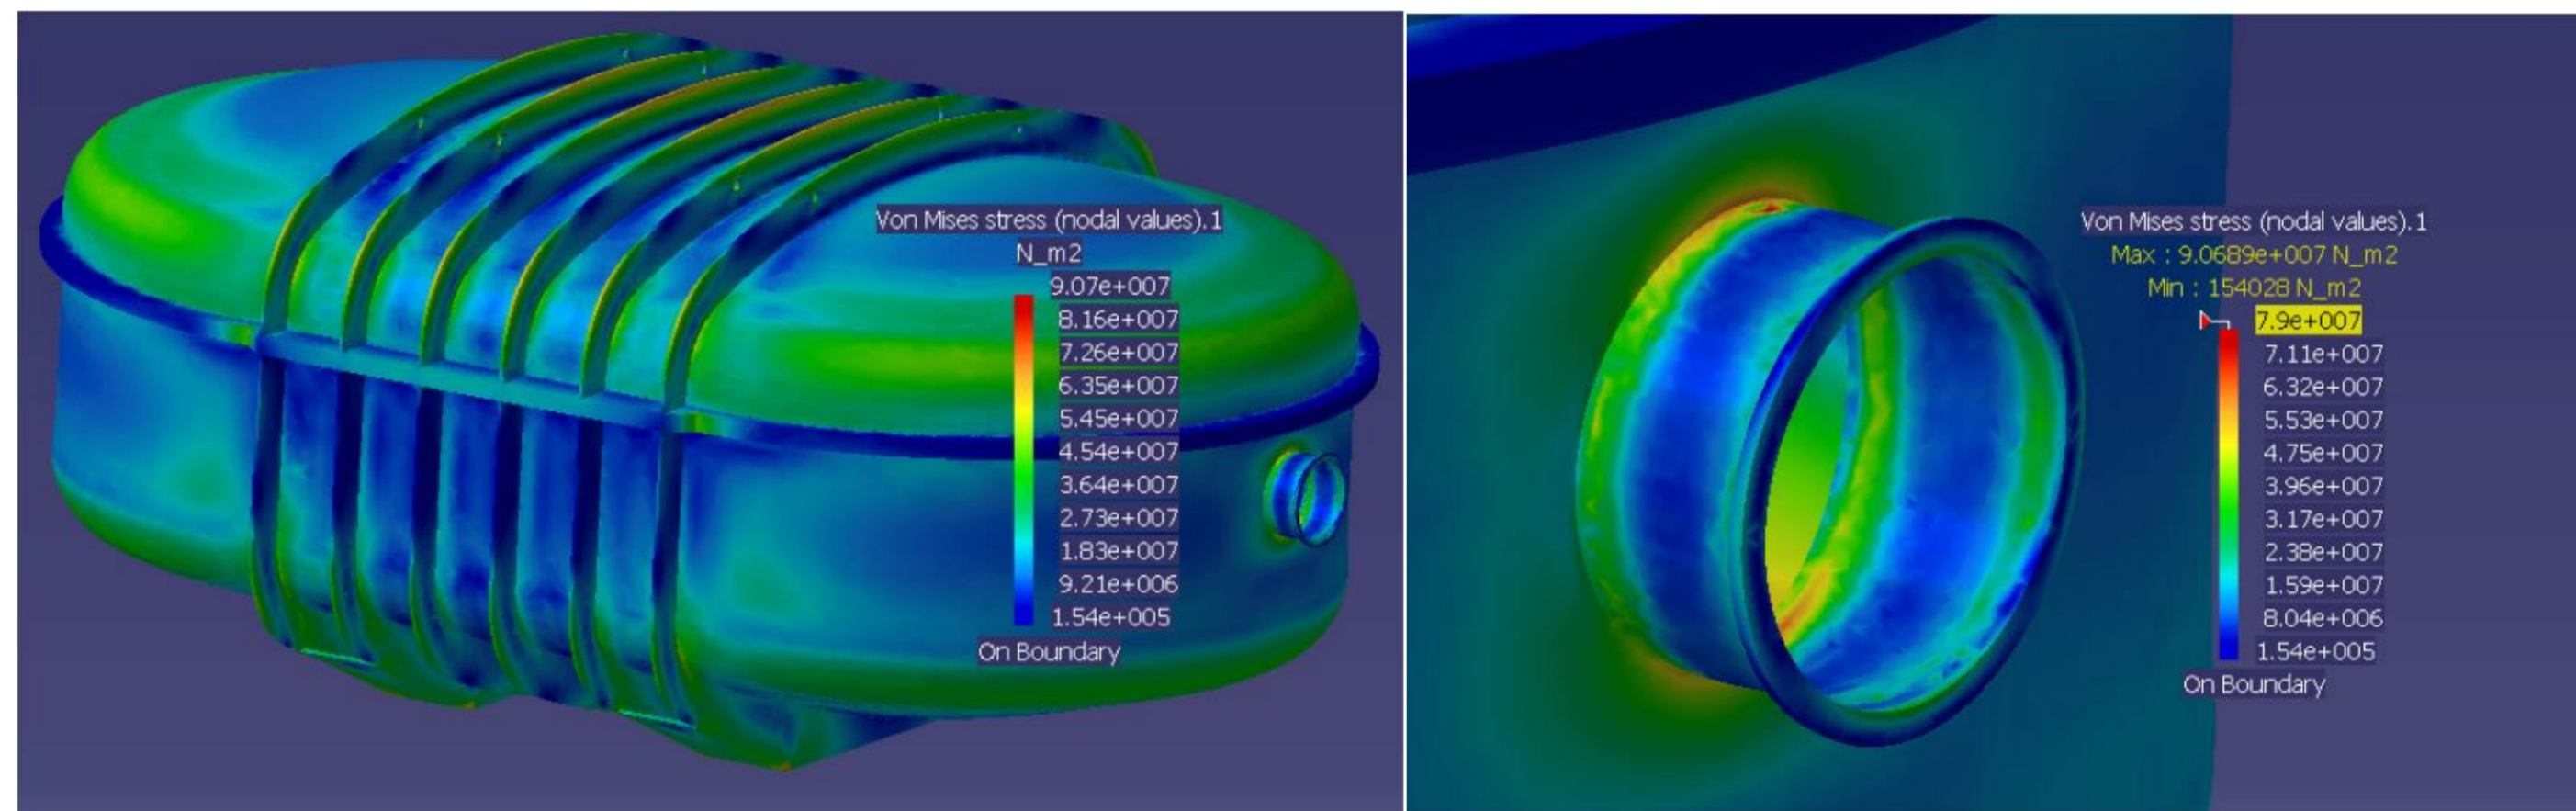 Von Mises stress (nodal values).1
N_m2
9.07e+007
8.16e+007
7.26e+007
6.35e+007
5.45e+007
4.54e+007
3.64e+007
2.73e+007
1.83e+007
9.21e+006
1.54e+005
On Boundary
Von Mises stress (nodal values).1
Max : 9.0689e+007 N_m2
Min : 154028 N_m2
7.9e+007
7.11e+007
6.32e+007
5.53e+007
4.75e+007
3.96e+007
3.17e+007
2.38e+007
1.59e+007
8.04e+006
1.54e+005
On Boundary